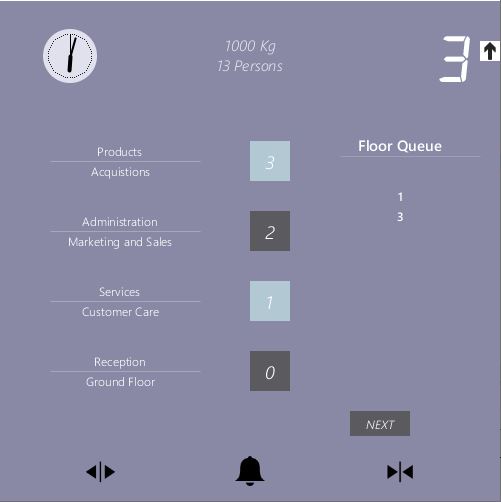 1000 Kg
13 Persons
3
Products
Acquistions
3
Floor Queue
1
3
Administration
Marketing and Sales
2
Services
Customer Care
1
Reception
Ground Floor
0
NEXT